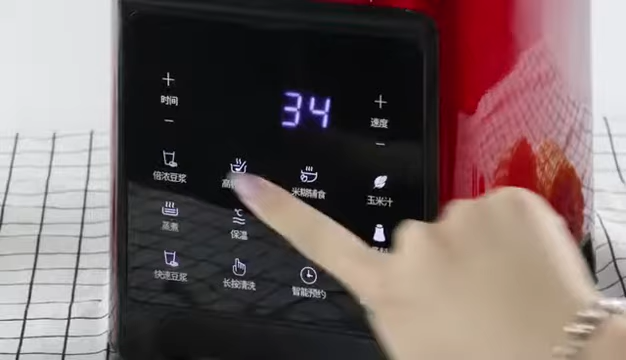 + 34 +
时间 速度
− −
倍浓豆浆 米糊辅食 玉米汁
蒸煮 保温
快速豆浆 长按清洗 智能预约